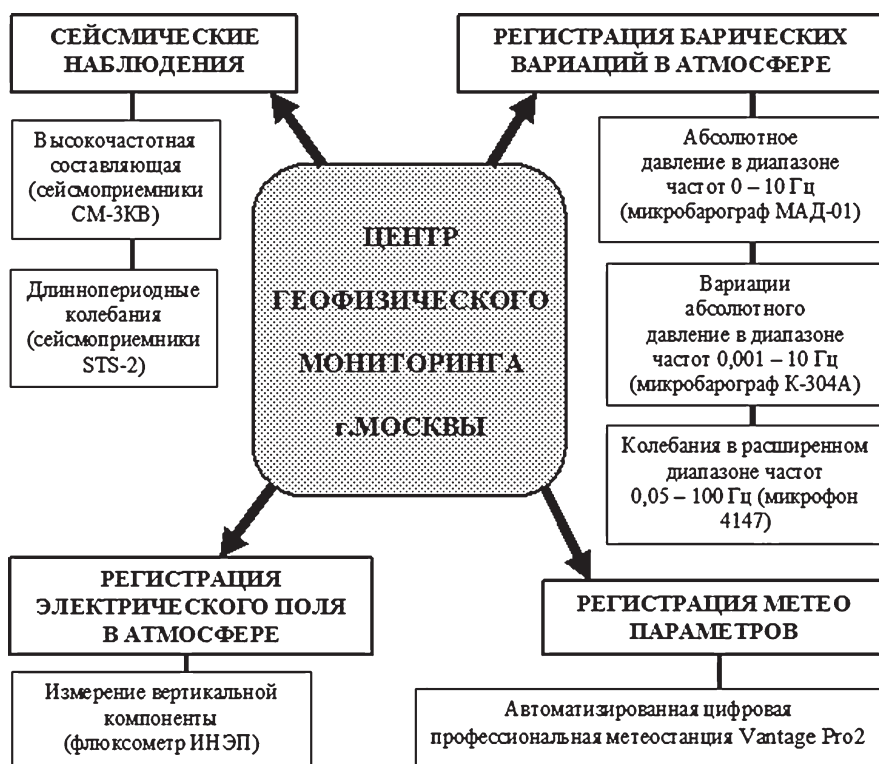 СЕЙСМИЧЕСКИЕ
НАБЛЮДЕНИЯ
Высокочастотная
составляющая
(сейсмоприемники
СМ-3КВ)
Длиннопериодные
колебания
(сейсмоприемники
STS-2)
РЕГИСТРАЦИЯ БАРИЧЕСКИХ
ВАРИАЦИЙ В АТМОСФЕРЕ
Абсолютное
давление в диапазоне
частот 0 – 10 Гц
(микробарограф МАД-01)
Вариации
абсолютного
давление в диапазоне
частот 0,001 – 10 Гц
(микробарограф К-304А)
Колебания в расширенном
диапазоне частот
0,05 – 100 Гц (микрофон
4147)
ЦЕНТР
ГЕОФИЗИЧЕСКОГО
МОНИТОРИНГА
г.МОСКВЫ
РЕГИСТРАЦИЯ
ЭЛЕКТРИЧЕСКОГО ПОЛЯ
В АТМОСФЕРЕ
Измерение вертикальной
компоненты
(флюксометр ИНЭП)
РЕГИСТРАЦИЯ МЕТЕО
ПАРАМЕТРОВ
Автоматизированная цифровая
профессиональная метеостанция Vantage Pro2